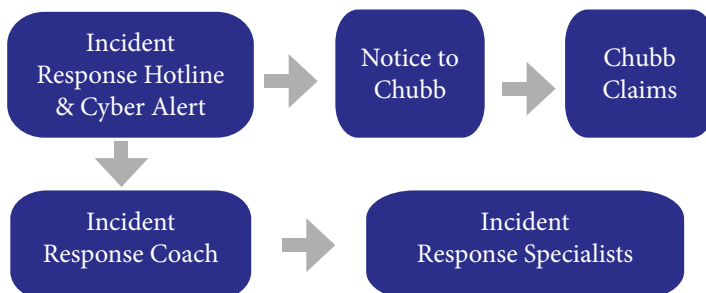 Incident
Response Hotline
& Cyber Alert
Notice to
Chubb
Chubb
Claims
Incident
Response Coach
Incident
Response Specialists